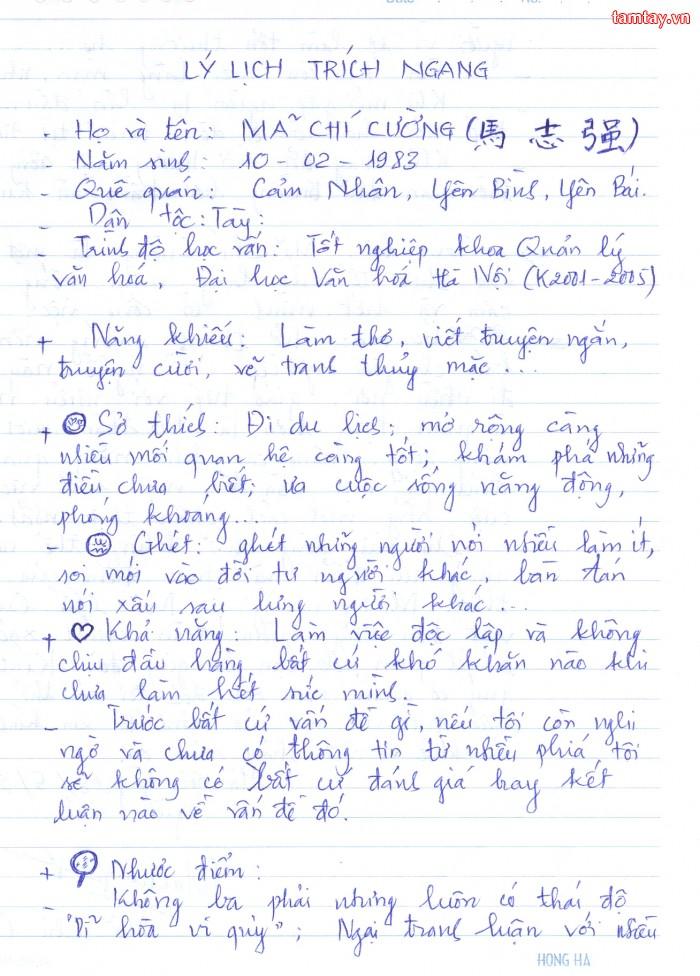 tamtay.vn
LÝ LỊCH TRÍCH NGANG
- Họ và tên: MÃ CHÍ CƯỜNG (馬 志 强)
- Năm sinh: 10 - 02 - 1983
- Quê quán: Cảm Nhân, Yên Bình, Yên Bái.
- Dân tộc: Tày:
- Trình độ học vấn: Tốt nghiệp khoa Quản lý
văn hoá, Đại học Văn hoá Hà Nội (K2001-2005)
+ Năng khiếu: Làm thơ, viết truyện ngắn,
truyện cười, vẽ tranh thủy mặc ...
+ Sở thích: Đi du lịch; mở rộng càng
nhiều mối quan hệ càng tốt; khám phá những
điều chưa biết; ưa cuộc sống năng động,
phóng khoáng...
- Ghét: ghét những người nói nhiều làm ít,
soi mói vào đời tư người khác, bàn tán
nói xấu sau lưng người khác...
+ Khả năng: Làm việc độc lập và không
chịu đầu hàng bất cứ khó khăn nào khi
chưa làm hết sức mình.
- Trước bất cứ vấn đề gì, nếu tôi còn nghi
ngờ và chưa có thông tin từ nhiều phía, tôi
sẽ không có bất cứ đánh giá hay kết
luận nào về vấn đề đó.
+ Nhược điểm:
- Không ba phải nhưng luôn có thái độ
"Dĩ hòa vi quý"; Ngại tranh luận với nhiều
HONG HA